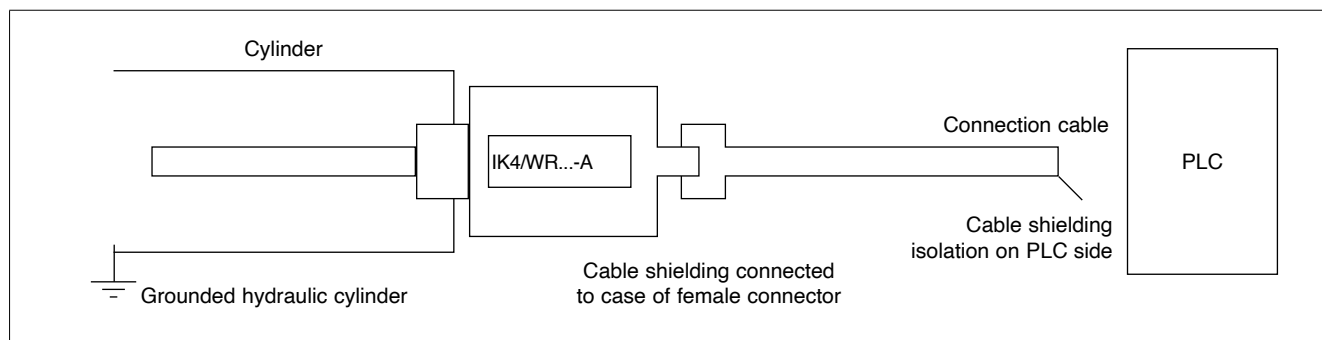 Cylinder
Connection cable
IK4/WR...-A
PLC
Cable shielding
isolation on PLC side
Cable shielding connected
to case of female connector
Grounded hydraulic cylinder